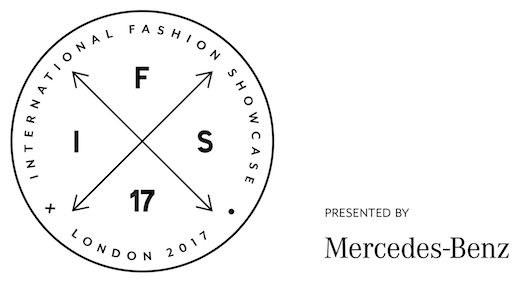 INTERNATIONAL FASHION SHOWCASE
F
I S
17
+ LONDON 2017 .
PRESENTED BY
Mercedes-Benz